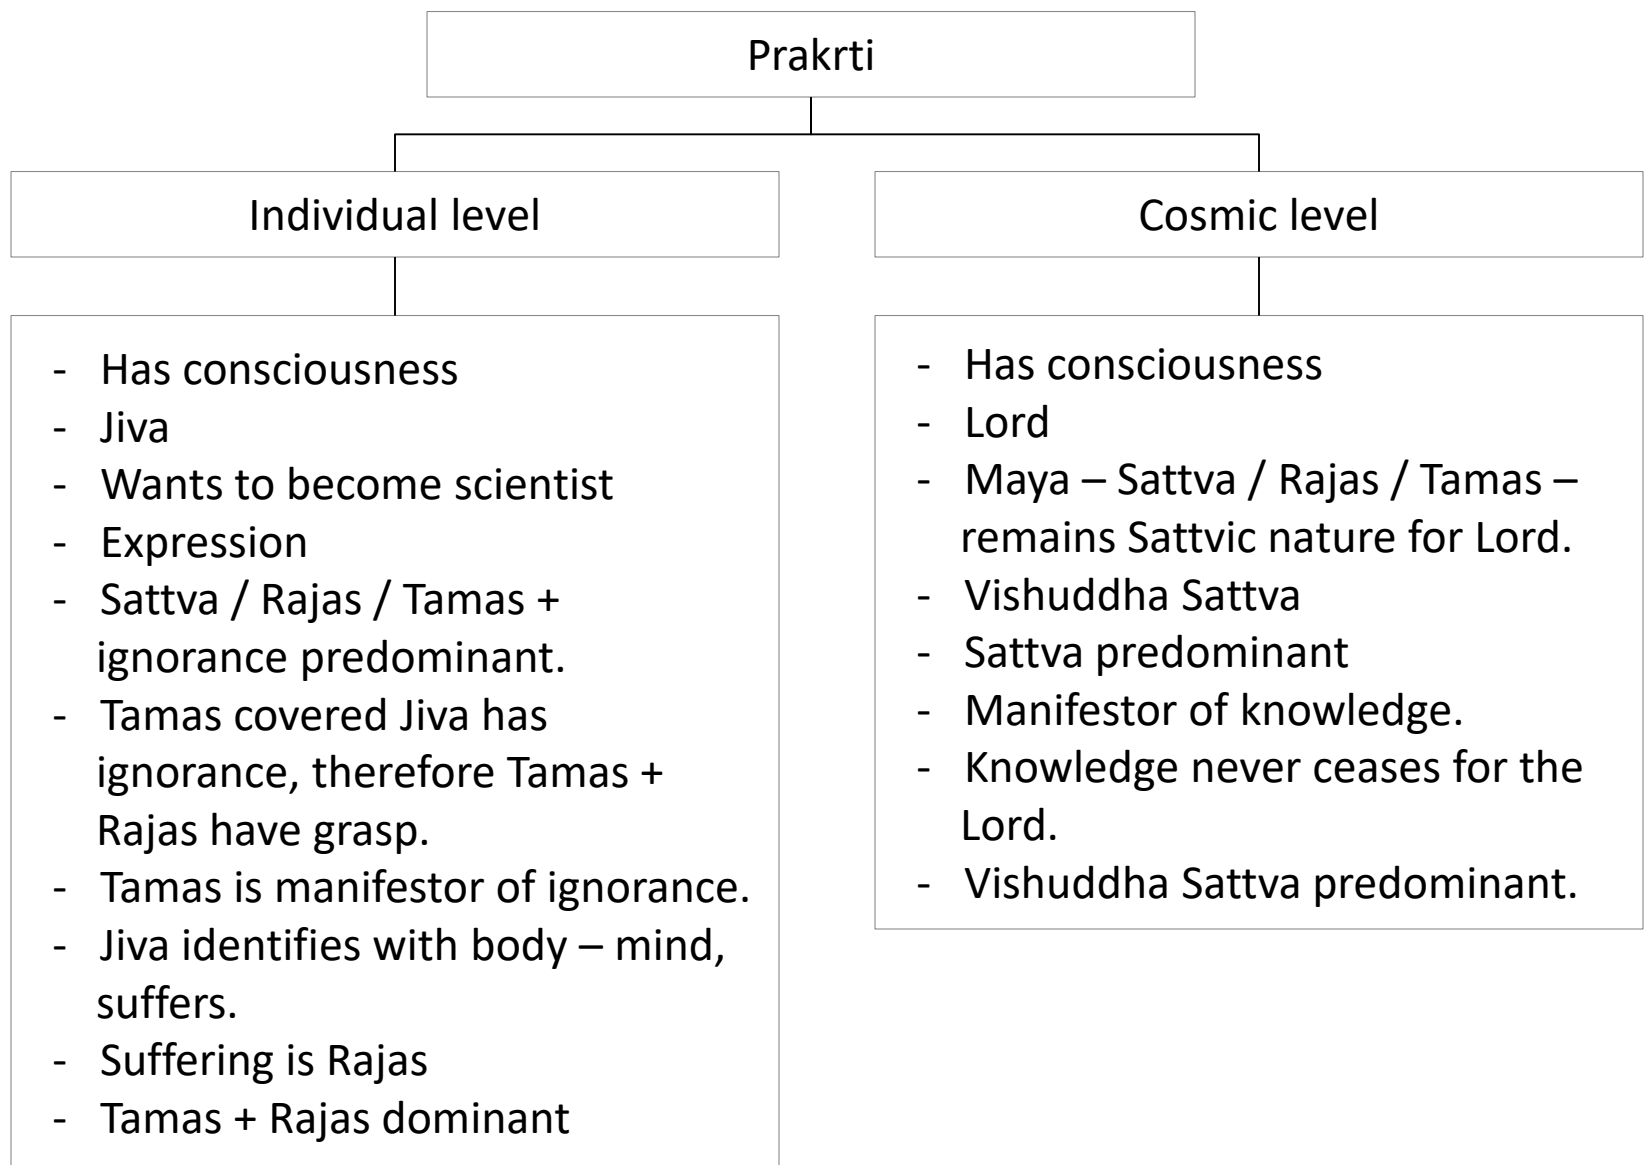 Prakrti
Individual level
Cosmic level
- Has consciousness
- Jiva
- Wants to become scientist
- Expression
- Sattva / Rajas / Tamas +
ignorance predominant.
- Tamas covered Jiva has
ignorance, therefore Tamas +
Rajas have grasp.
- Tamas is manifestor of ignorance.
- Jiva identifies with body – mind,
suffers.
- Suffering is Rajas
- Tamas + Rajas dominant
- Has consciousness
- Lord
- Maya – Sattva / Rajas / Tamas –
remains Sattvic nature for Lord.
- Vishuddha Sattva
- Sattva predominant
- Manifestor of knowledge.
- Knowledge never ceases for the
Lord.
- Vishuddha Sattva predominant.